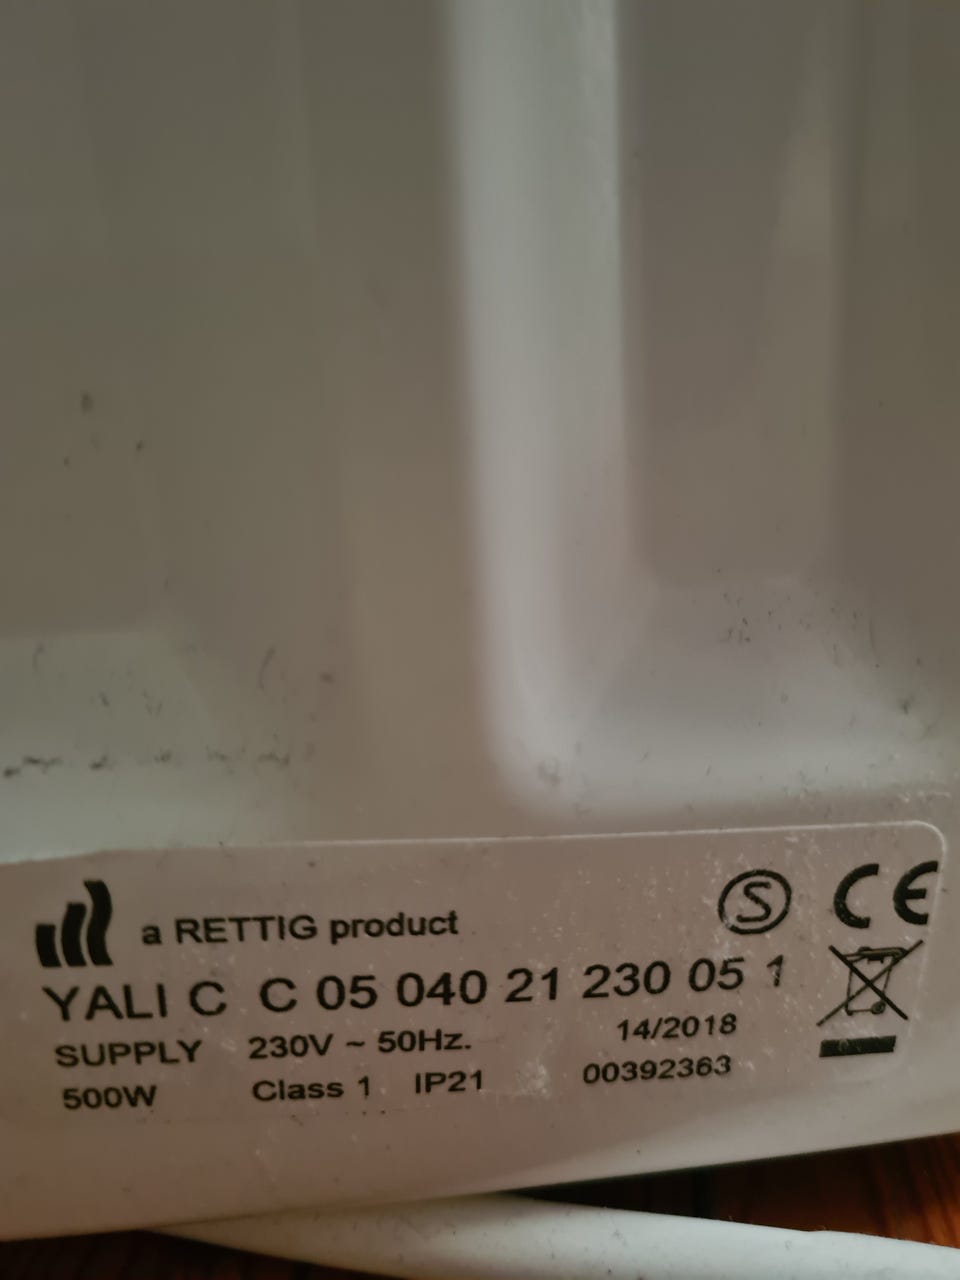 a RETTIG product
S CE
YALI C C 05 040 21 230 05 1
SUPPLY 230V ~ 50Hz. 14/2018
500W Class 1 IP21 00392363